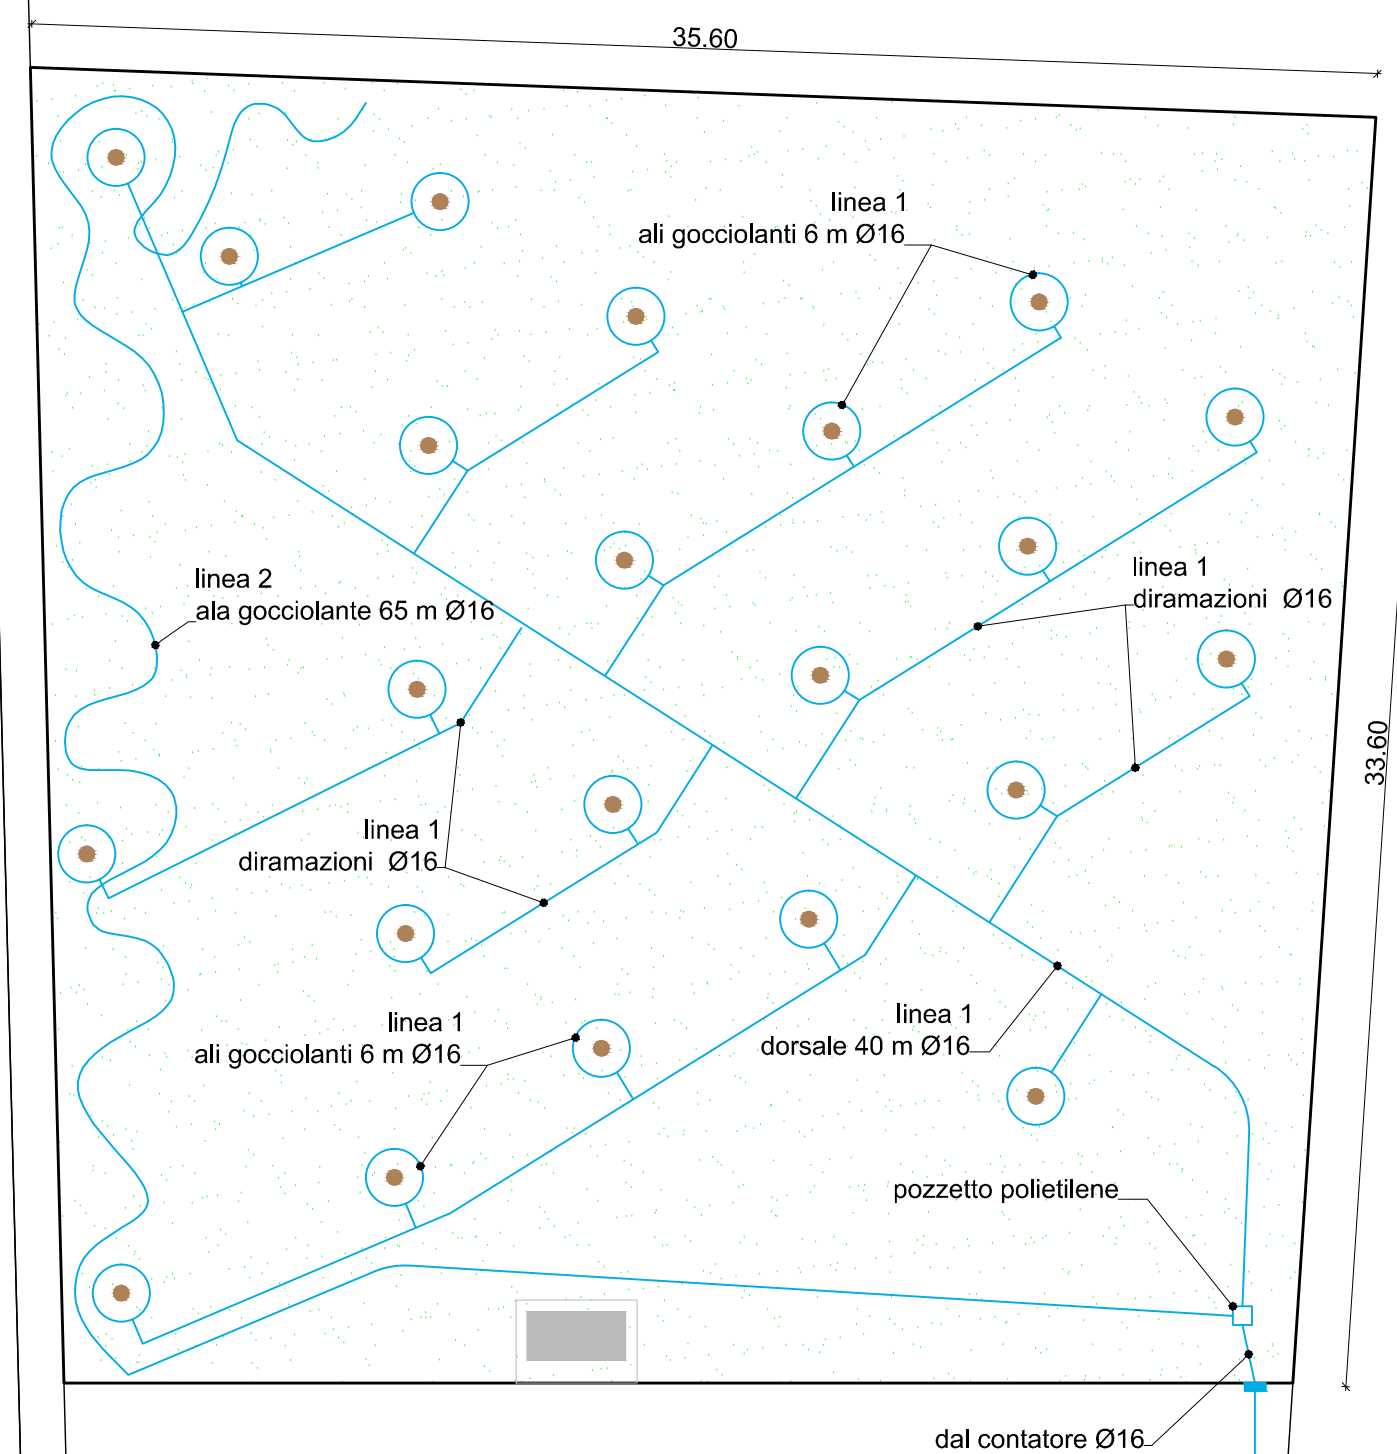 35.60
linea 1
ali gocciolanti 6 m Ø16
linea 2
ala gocciolante 65 m Ø16
linea 1
diramazioni  Ø16
33.60
linea 1
diramazioni  Ø16
linea 1
ali gocciolanti 6 m Ø16
linea 1
dorsale 40 m Ø16
pozzetto polietilene
dal contatore Ø16